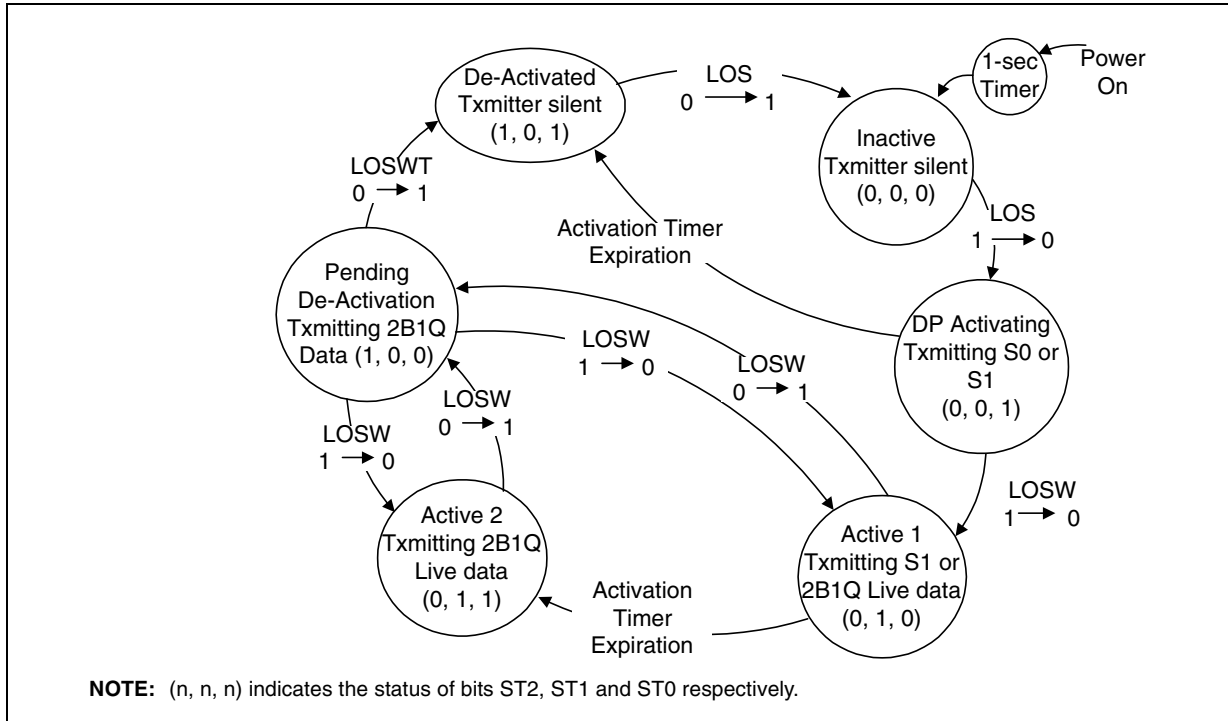 De-Activated
Txmitter silent
(1, 0, 1)
LOS
0 → 1
1-sec
Timer
Power
On
Inactive
Txmitter silent
(0, 0, 0)
LOSWT
0 → 1
LOS
1 → 0
Activation Timer
Expiration
Pending
De-Activation
Txmitting 2B1Q
Data (1, 0, 0)
DP Activating
Txmitting S0 or
S1
(0, 0, 1)
LOSW
1 → 0
LOSW
0 → 1
LOSW
0 → 1
LOSW
1 → 0
LOSW
1 → 0
Active 2
Txmitting 2B1Q
Live data
(0, 1, 1)
Active 1
Txmitting S1 or
2B1Q Live data
(0, 1, 0)
Activation
Timer
Expiration
NOTE: (n, n, n) indicates the status of bits ST2, ST1 and ST0 respectively.